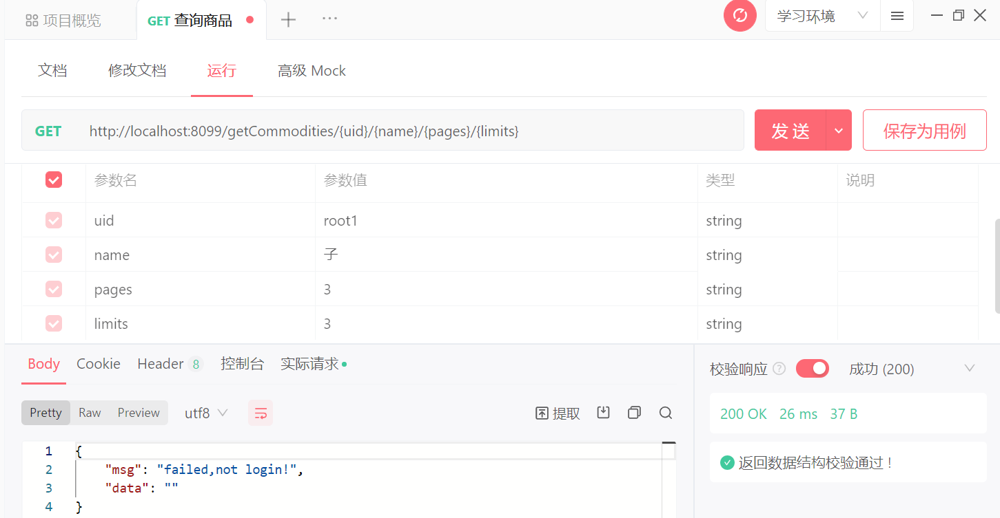 项目概览 GET 查询商品 学习环境
文档 修改文档 运行 高级 Mock
GET http://localhost:8099/getCommodities/{uid}/{name}/{pages}/{limits} 发 送 保存为用例
参数名 参数值 类型 说明
uid root1 string
name 子 string
pages 3 string
limits 3 string
Body Cookie Header 8 控制台 实际请求 校验响应 ? 成功 (200)
Pretty Raw Preview utf8 提取 200 OK 26 ms 37 B
1 {
2 "msg": "failed,not login!", 返回数据结构校验通过！
3 "data": ""
4 }